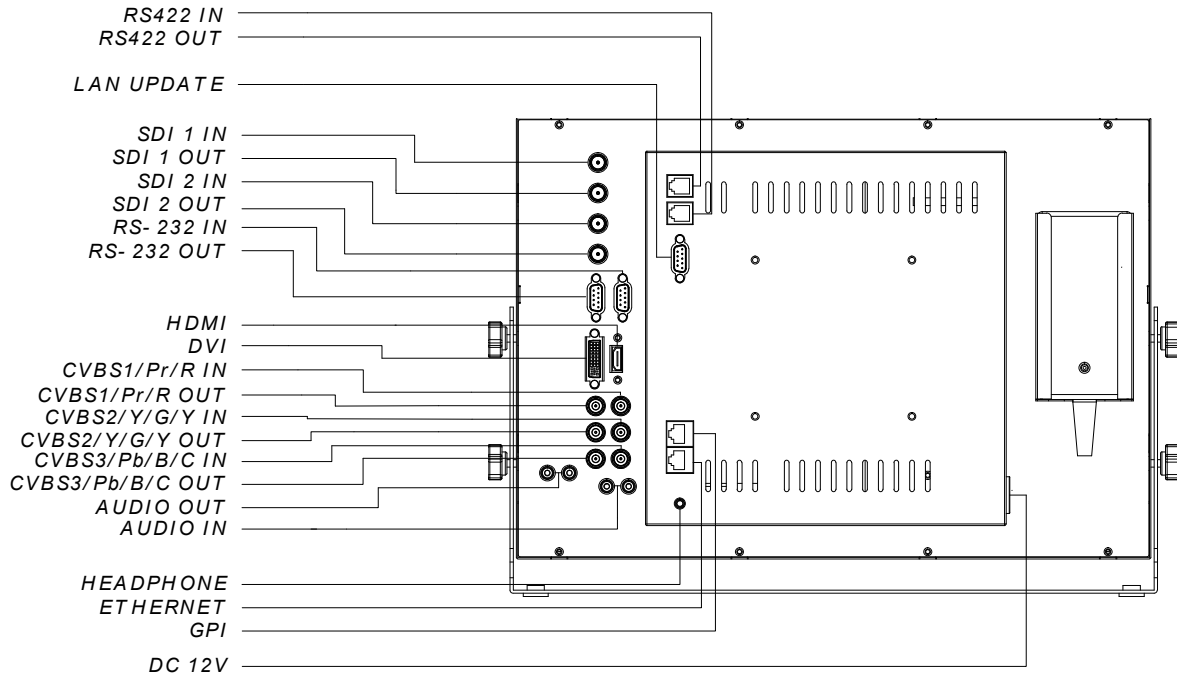 RS422 IN
RS422 OUT
LAN UPDATE
SDI 1 IN
SDI 1 OUT
SDI 2 IN
SDI 2 OUT
RS-232 IN
RS-232 OUT
HDMI
DVI
CVBS1/Pr/R IN
CVBS1/Pr/R OUT
CVBS2/Y/G/Y IN
CVBS2/Y/G/Y OUT
CVBS3/Pb/B/C IN
CVBS3/Pb/B/C OUT
AUDIO OUT
AUDIO IN
HEADPHONE
ETHERNET
GPI
DC 12V